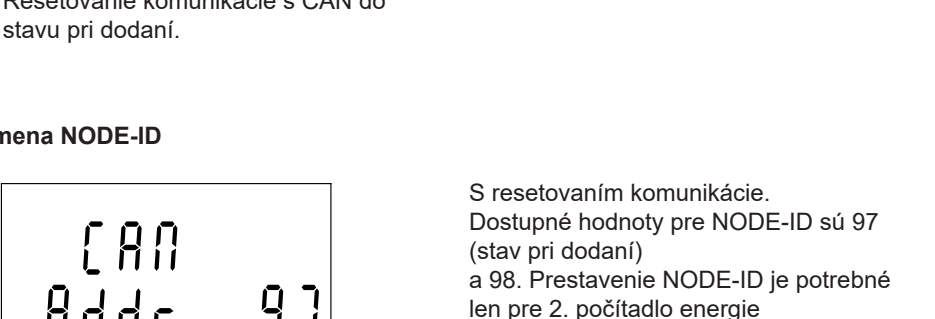 Resetovanie komunikácie s CAN do
stavu pri dodaní.
mena NODE-ID
CAN
Addr 97
S resetovaním komunikácie.
Dostupné hodnoty pre NODE-ID sú 97
(stav pri dodaní)
a 98. Prestavenie NODE-ID je potrebné
len pre 2. počítadlo energie